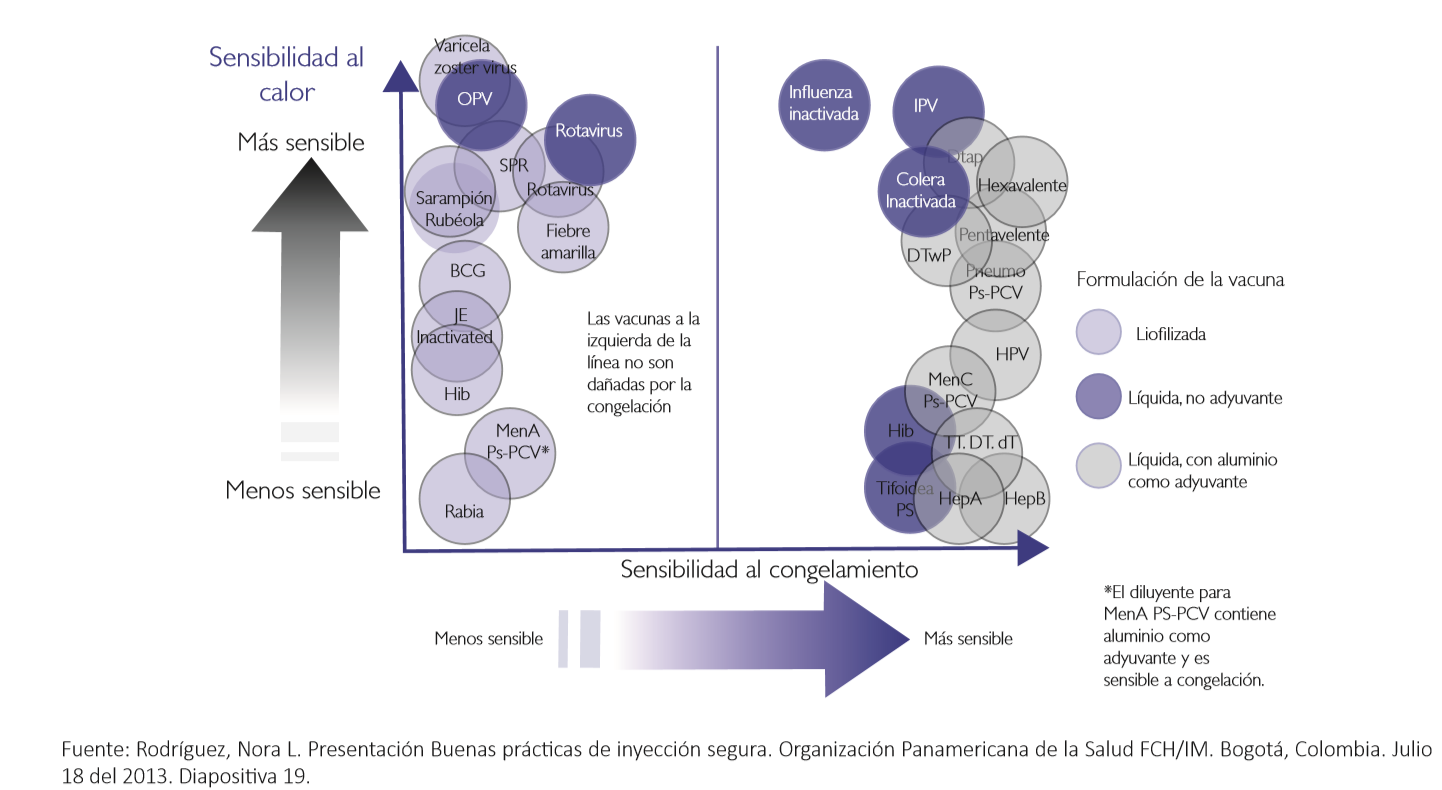 Sensibilidad al
calor
Más sensible
Menos sensible
Varicela
zoster virus
OPV
Rotavirus
SPR
Rotavirus
Sarampión
Rubéola
Fiebre
amarilla
BCG
JE
Inactivated
Hib
MenA
Ps-PCV*
Rabia
Las vacunas a la
izquierda de la
línea no son
dañadas por la
congelación
Influenza
inactivada
IPV
Dtap
Colera
Inactivada
Hexavalente
Pentavelente
DTwP
Pneumo
Ps-PCV
HPV
MenC
Ps-PCV
Hib
TT. DT. dT
Tifoidea
PS
HepA
HepB
Formulación de la vacuna
Liofilizada
Líquida, no adyuvante
Líquida, con aluminio
como adyuvante
Sensibilidad al congelamiento
Menos sensible
Más sensible
*El diluyente para
MenA PS-PCV contiene
aluminio como
adyuvante y es
sensible a congelación.
Fuente: Rodríguez, Nora L. Presentación Buenas prácticas de inyección segura. Organización Panamericana de la Salud FCH/IM. Bogotá, Colombia. Julio
18 del 2013. Diapositiva 19.